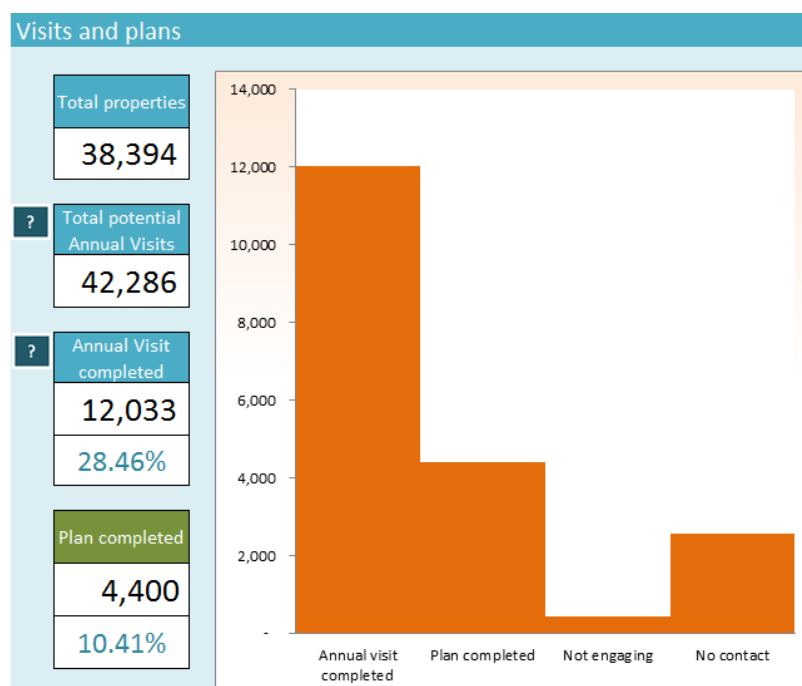 Visits and plans
Total properties
38,394
?
Total potential
Annual Visits
42,286
?
Annual Visit
completed
12,033
28.46%
Plan completed
4,400
10.41%
14,000
12,000
10,000
8,000
6,000
4,000
2,000
-
Annual visit
completed
Plan completed
Not engaging
No contact